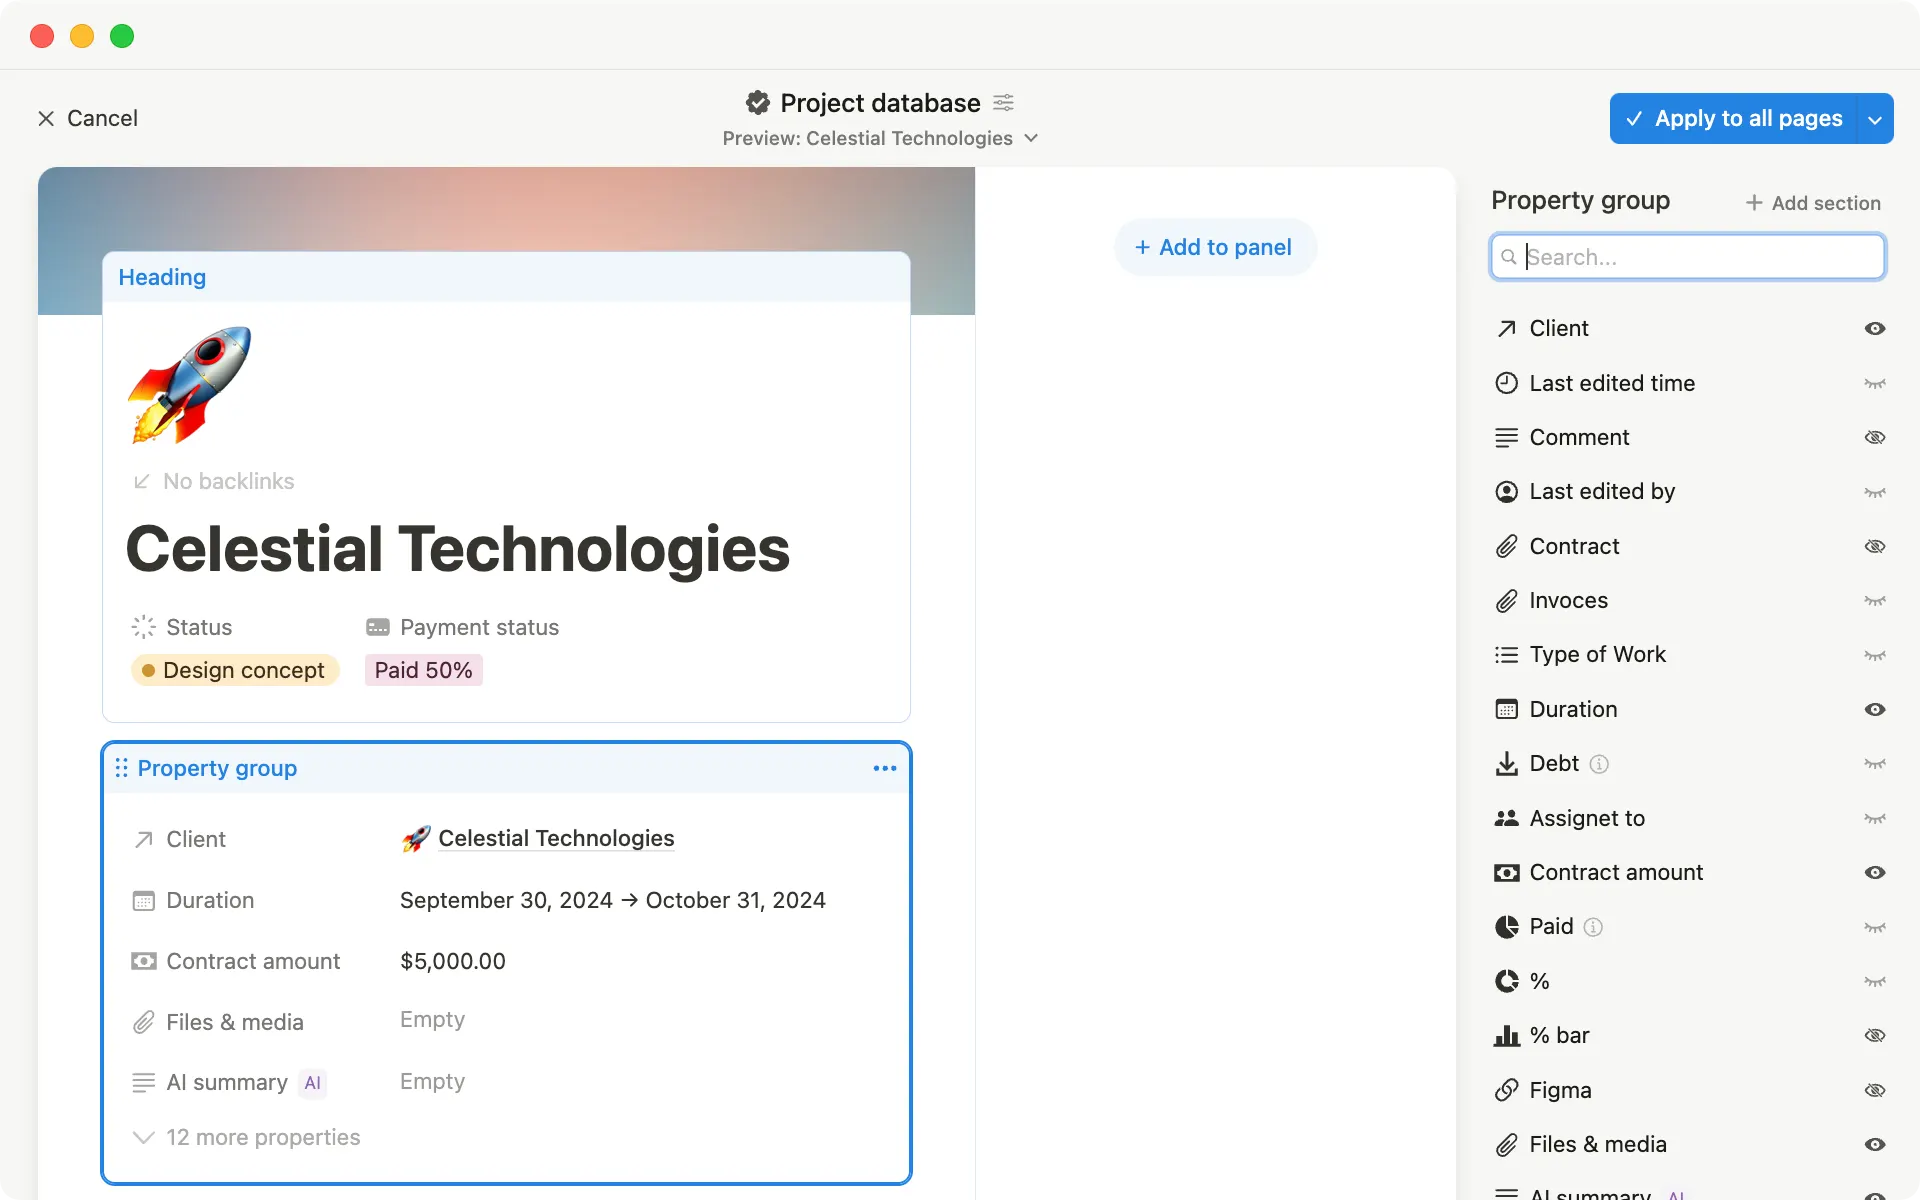 Cancel
Project database
Preview: Celestial Technologies
Apply to all pages
Heading
No backlinks
Celestial Technologies
Status
Payment status
Design concept
Paid 50%
Property group
Client
Celestial Technologies
Duration
September 30, 2024 → October 31, 2024
Contract amount
$5,000.00
Files & media
Empty
AI summary AI
Empty
12 more properties
+ Add to panel
Property group
+ Add section
Search...
Client
Last edited time
Comment
Last edited by
Contract
Invoces
Type of Work
Duration
Debt
Assignet to
Contract amount
Paid
%
% bar
Figma
Files & media
AI summary AI